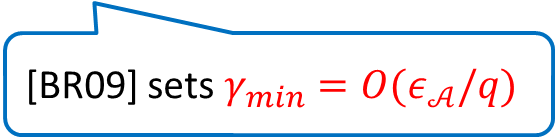 [BR09] sets γ_min = O(ϵ_𝒜/q)